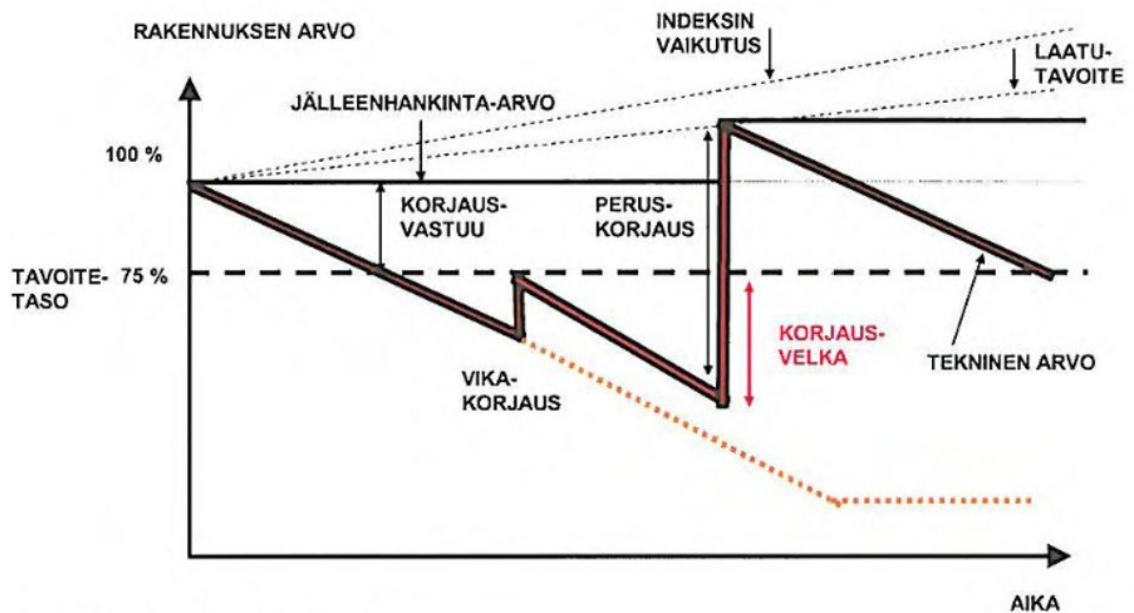 RAKENNUKSEN ARVO
INDEKSIN
VAIKUTUS
LAATU-
TAVOITE
JÄLLEENHANKINTA-ARVO
100 %
KORJAUS-
VASTUU
PERUS-
KORJAUS
TAVOITE-
TASO
75 %
KORJAUS-
VELKA
TEKNINEN ARVO
VIKA-
KORJAUS
AIKA